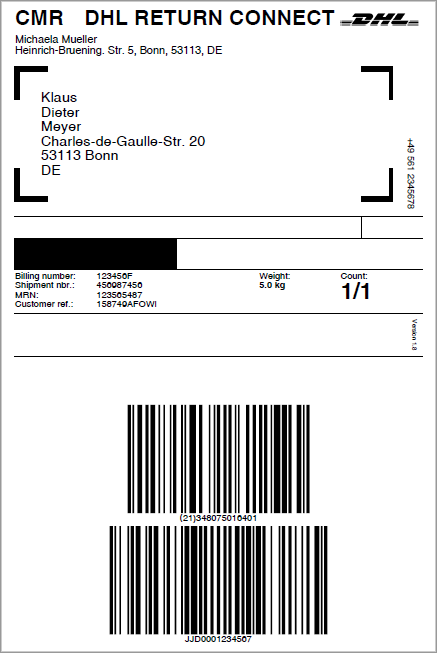 CMR DHL RETURN CONNECT DHL
Michaela Mueller
Heinrich-Bruening. Str. 5, Bonn, 53113, DE
Klaus
Dieter
Meyer
Charles-de-Gaulle-Str. 20
53113 Bonn
DE
+49 561 2345678
Billing number: 123456F
Shipment nbr.: 456987456
MRN: 123565487
Customer ref.: 158749AFOWI
Weight:
5.0 kg
Count:
1/1
Version 1.8
(21)348075016401
JJD0001234567